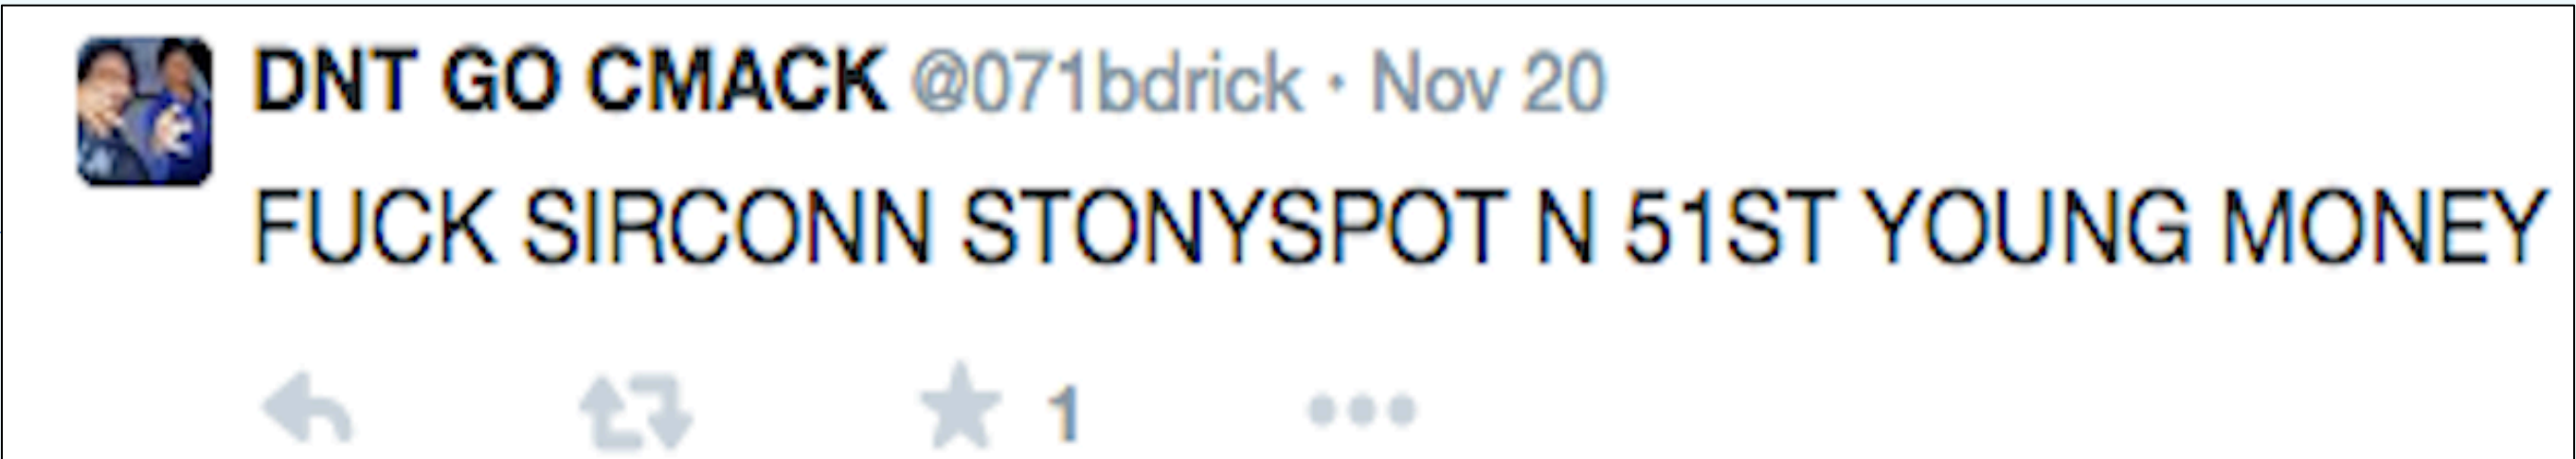 DNT GO CMACK @071bdrick · Nov 20
FUCK SIRCONN STONYSPOT N 51ST YOUNG MONEY
1